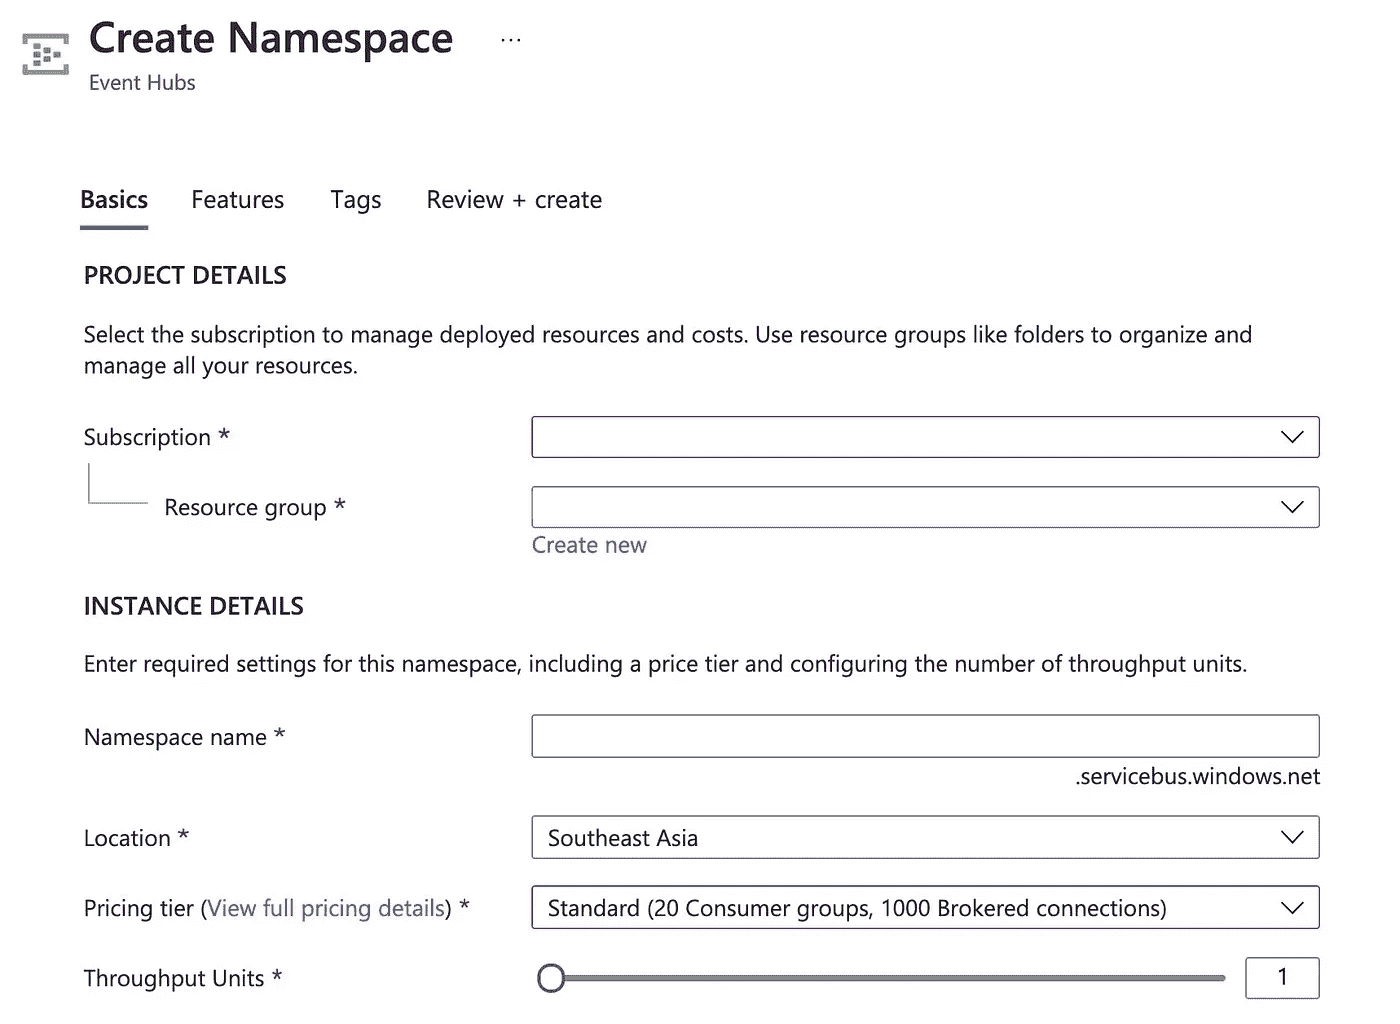 Create Namespace ...
Event Hubs
Basics Features Tags Review + create
PROJECT DETAILS
Select the subscription to manage deployed resources and costs. Use resource groups like folders to organize and
manage all your resources.
Subscription *
Resource group *
Create new
INSTANCE DETAILS
Enter required settings for this namespace, including a price tier and configuring the number of throughput units.
Namespace name *
.servicebus.windows.net
Location * Southeast Asia
Pricing tier (View full pricing details) * Standard (20 Consumer groups, 1000 Brokered connections)
Throughput Units * 1